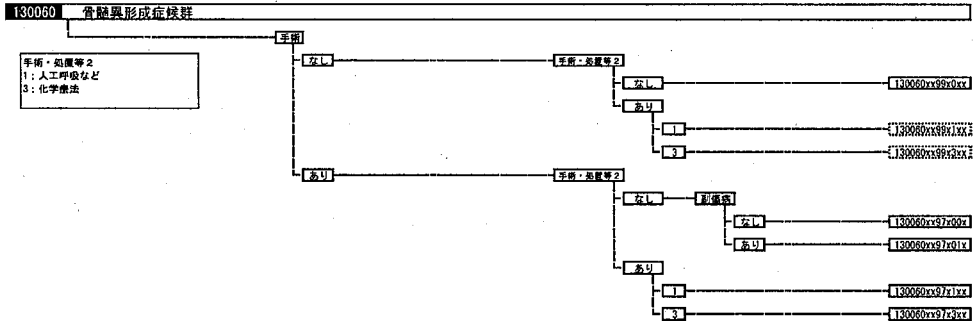 130060 骨髄異形成症候群
手術
手術・処置等2
1:人工呼吸など
3:化学療法
なし 手術・処置等2
なし 130060xx99x0xx
あり
1 130060xx99x1xx
3 130060xx99x3xx
あり 手術・処置等2
なし 副傷病
なし 130060xx97x00x
あり 130060xx97x01x
あり
1 130060xx97x1xx
3 130060xx97x3xx